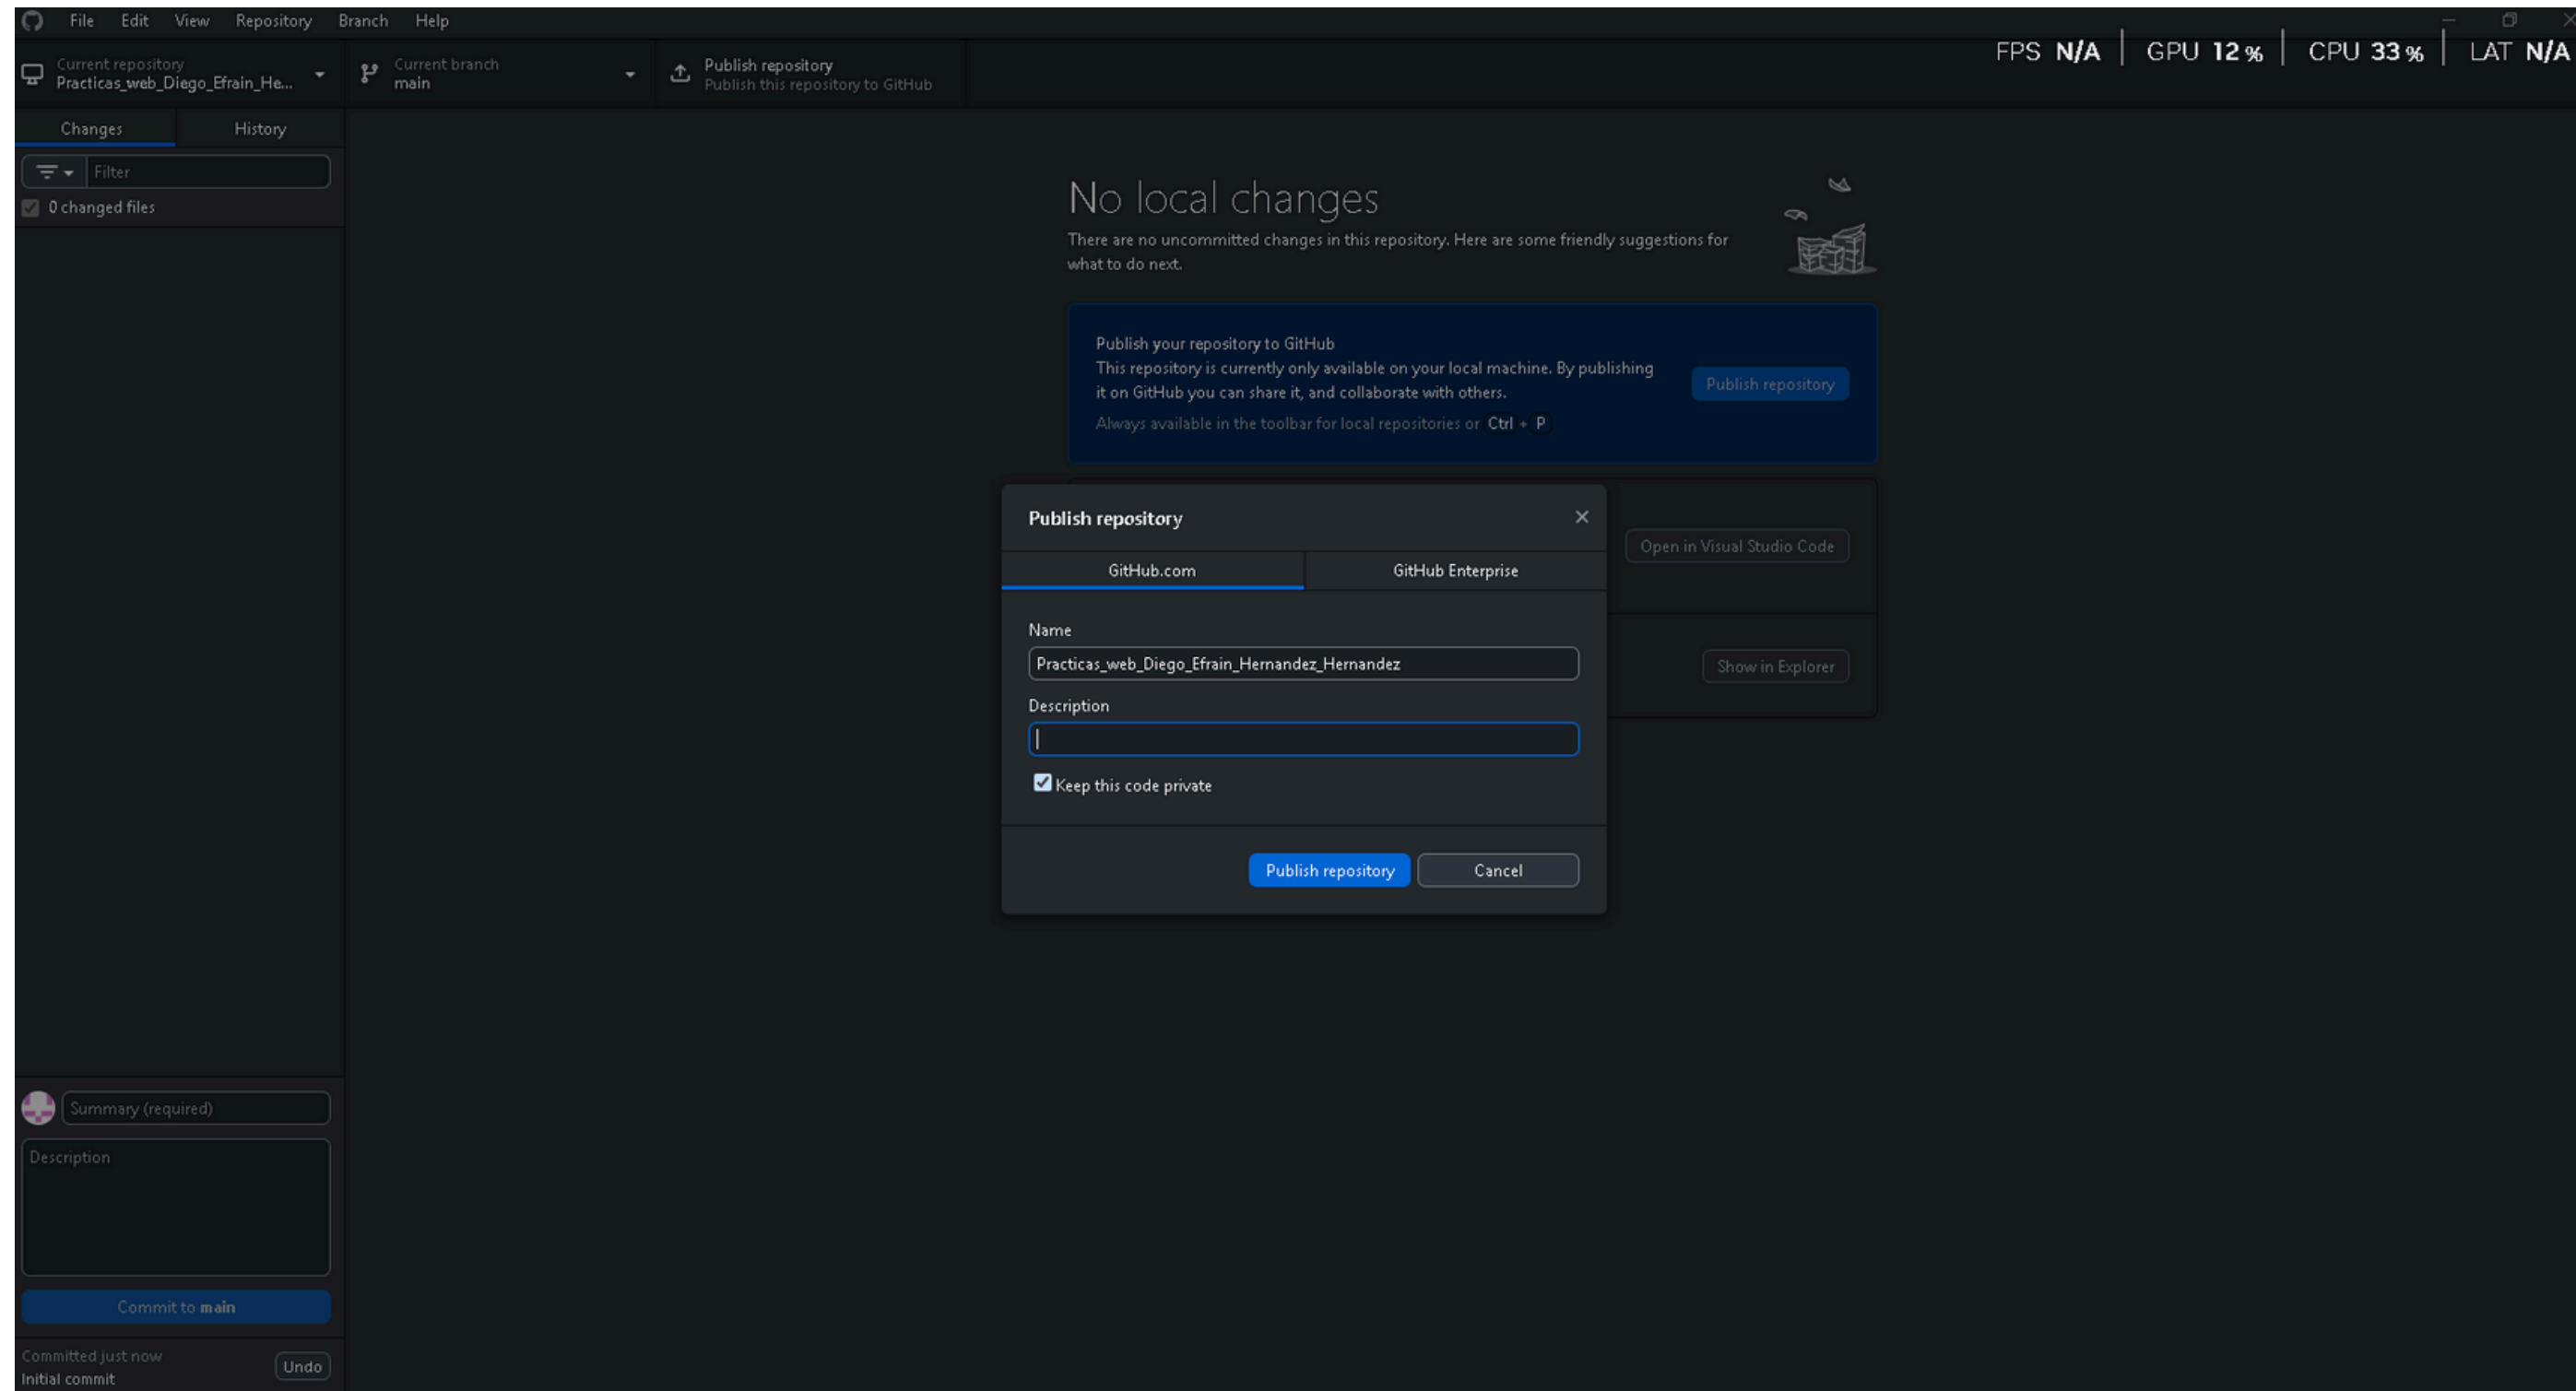 File Edit View Repository Branch Help
FPS N/A GPU 12 % CPU 33 % LAT N/A
Current repository
Practicas_web_Diego_Efrain_He...
Current branch
main
Publish repository
Publish this repository to GitHub
Changes History
Filter
0 changed files
No local changes
There are no uncommitted changes in this repository. Here are some friendly suggestions for
what to do next.
Publish your repository to GitHub
This repository is currently only available on your local machine. By publishing
it on GitHub you can share it, and collaborate with others.
Always available in the toolbar for local repositories or Ctrl + P
Publish repository
Publish repository
GitHub.com GitHub Enterprise
Name
Practicas_web_Diego_Efrain_Hernandez_Hernandez
Description
Keep this code private
Publish repository Cancel
Open in Visual Studio Code
Show in Explorer
Summary (required)
Description
Commit to main
Committed just now
Initial commit
Undo